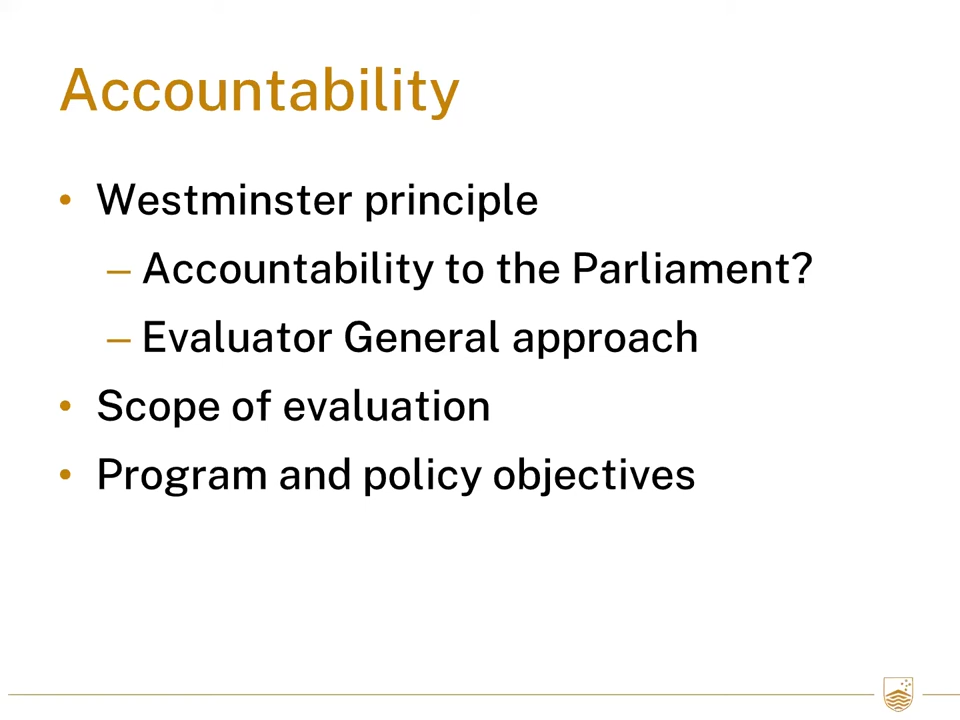 Accountability
• Westminster principle
– Accountability to the Parliament?
– Evaluator General approach
• Scope of evaluation
• Program and policy objectives